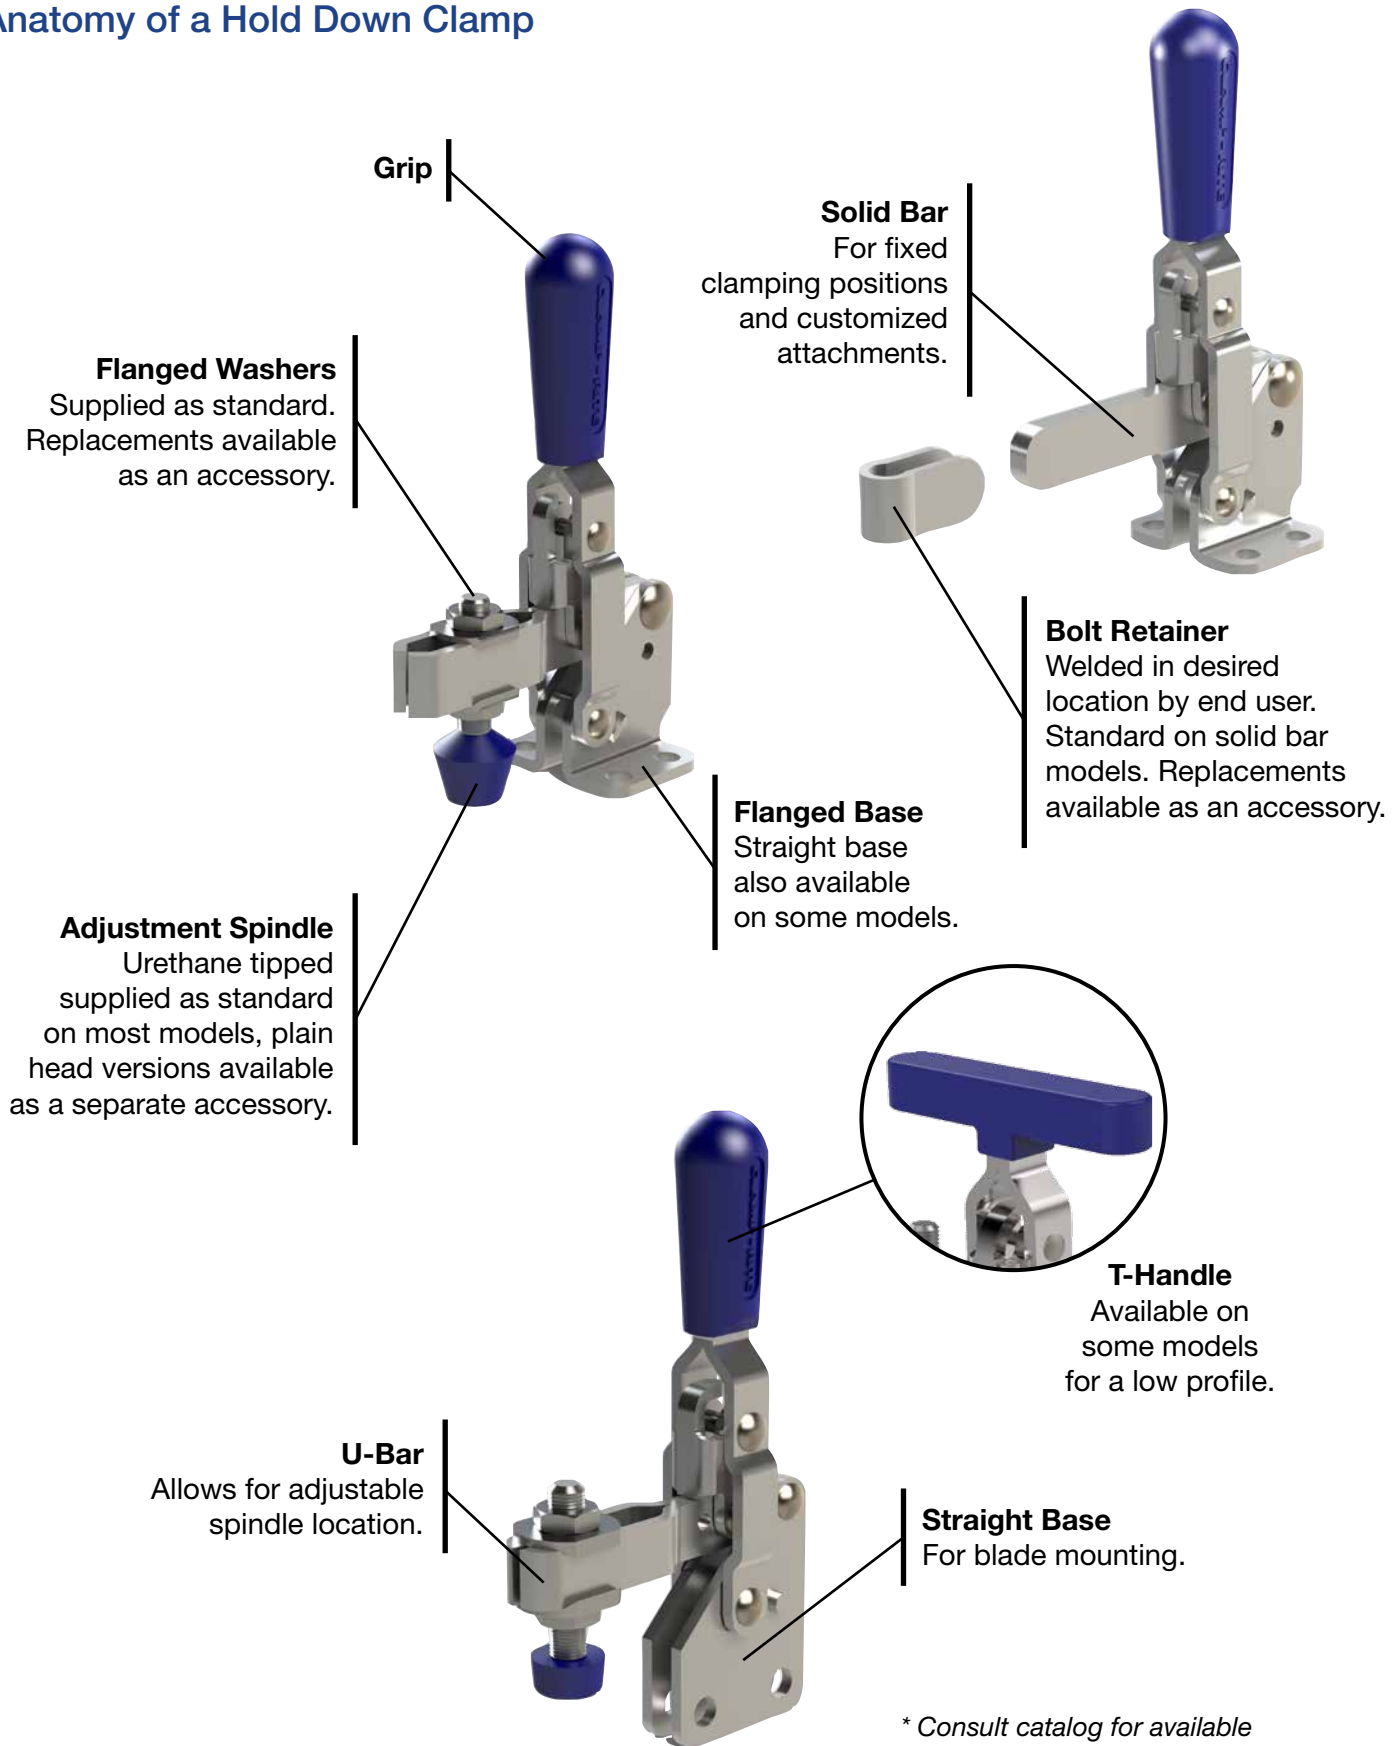 Anatomy of a Hold Down Clamp
Grip
Solid Bar
For fixed
clamping positions
and customized
attachments.
Flanged Washers
Supplied as standard.
Replacements available
as an accessory.
Bolt Retainer
Welded in desired
location by end user.
Standard on solid bar
models. Replacements
available as an accessory.
Flanged Base
Straight base
also available
on some models.
Adjustment Spindle
Urethane tipped
supplied as standard
on most models, plain
head versions available
as a separate accessory.
T-Handle
Available on
some models
for a low profile.
U-Bar
Allows for adjustable
spindle location.
Straight Base
For blade mounting.
* Consult catalog for available